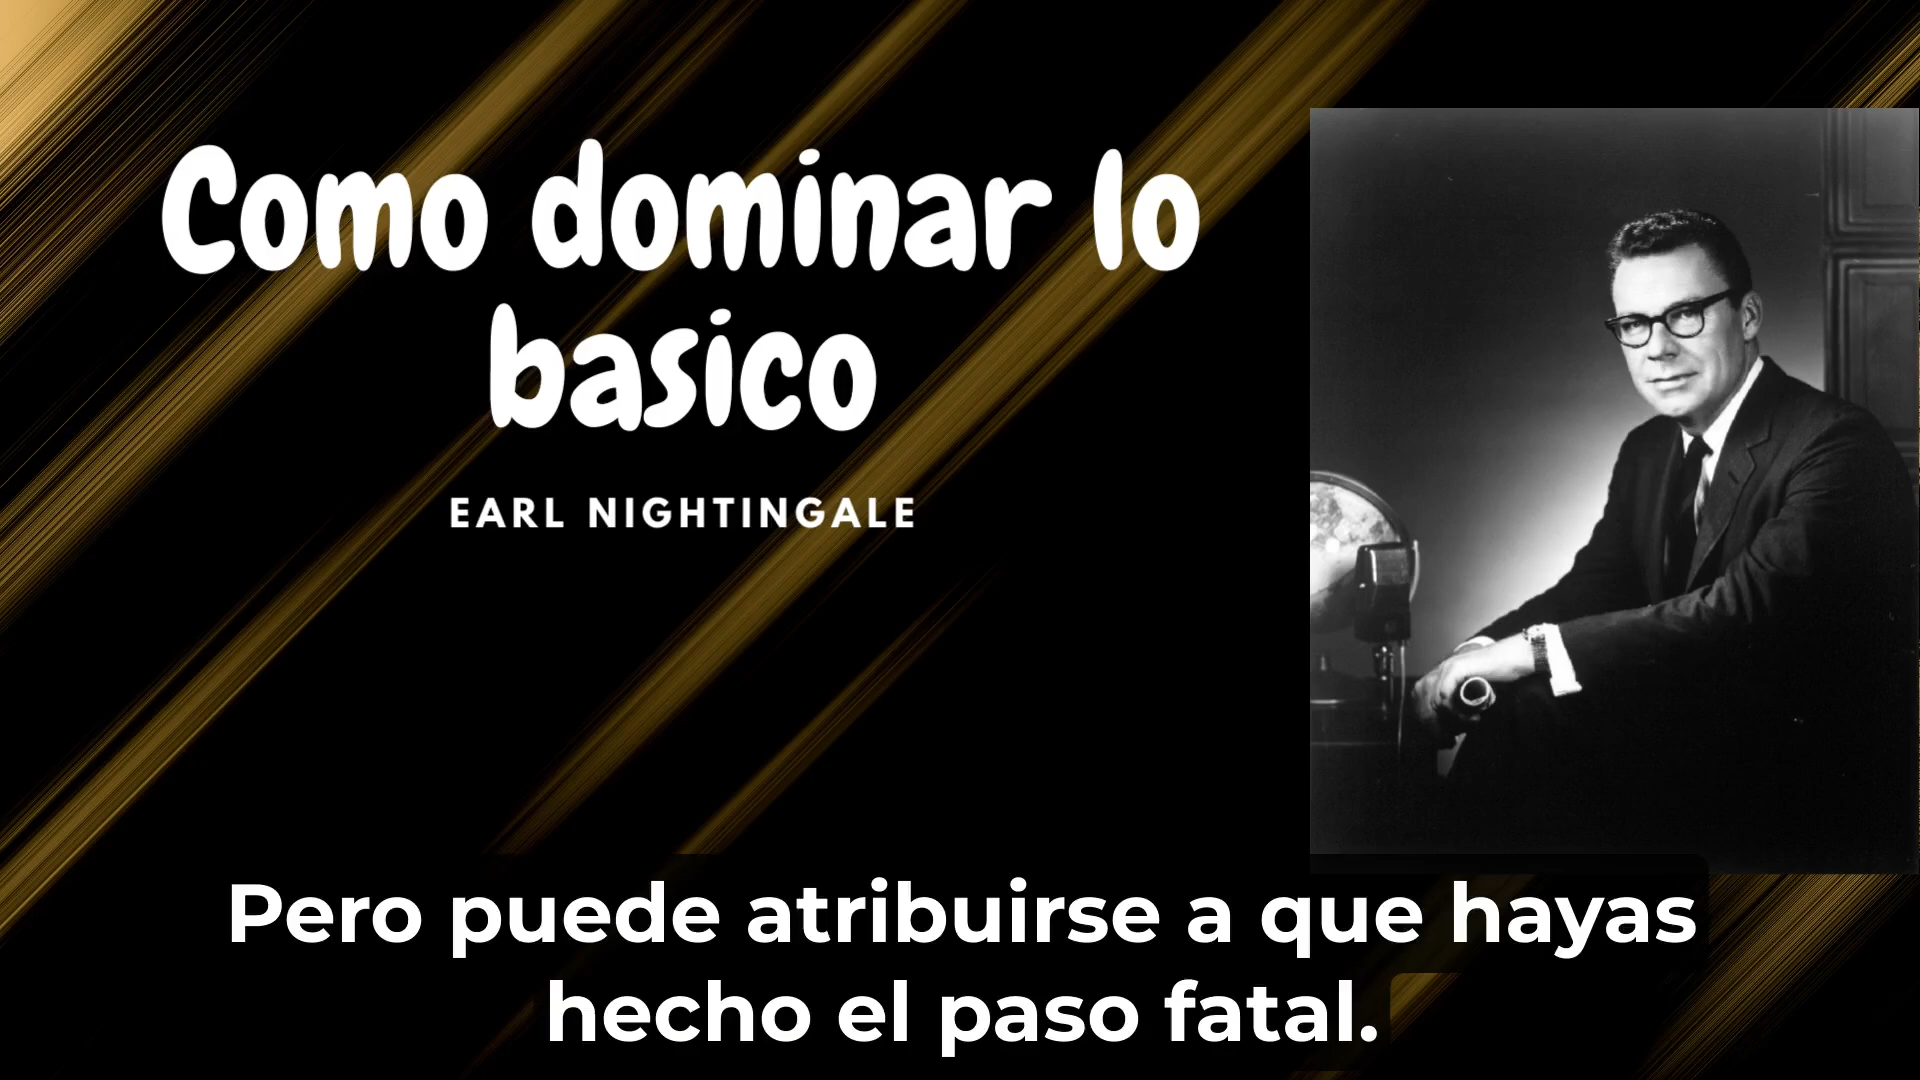 Como dominar lo
basico
EARL NIGHTINGALE
Pero puede atribuirse a que hayas
hecho el paso fatal.